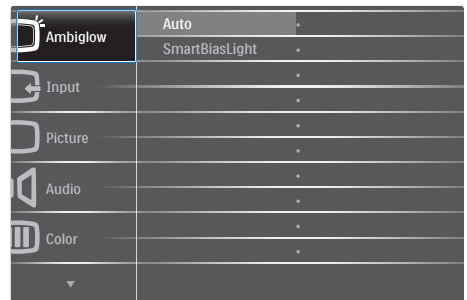 Ambiglow
Auto
SmartBiasLight
Input
Picture
Audio
Color